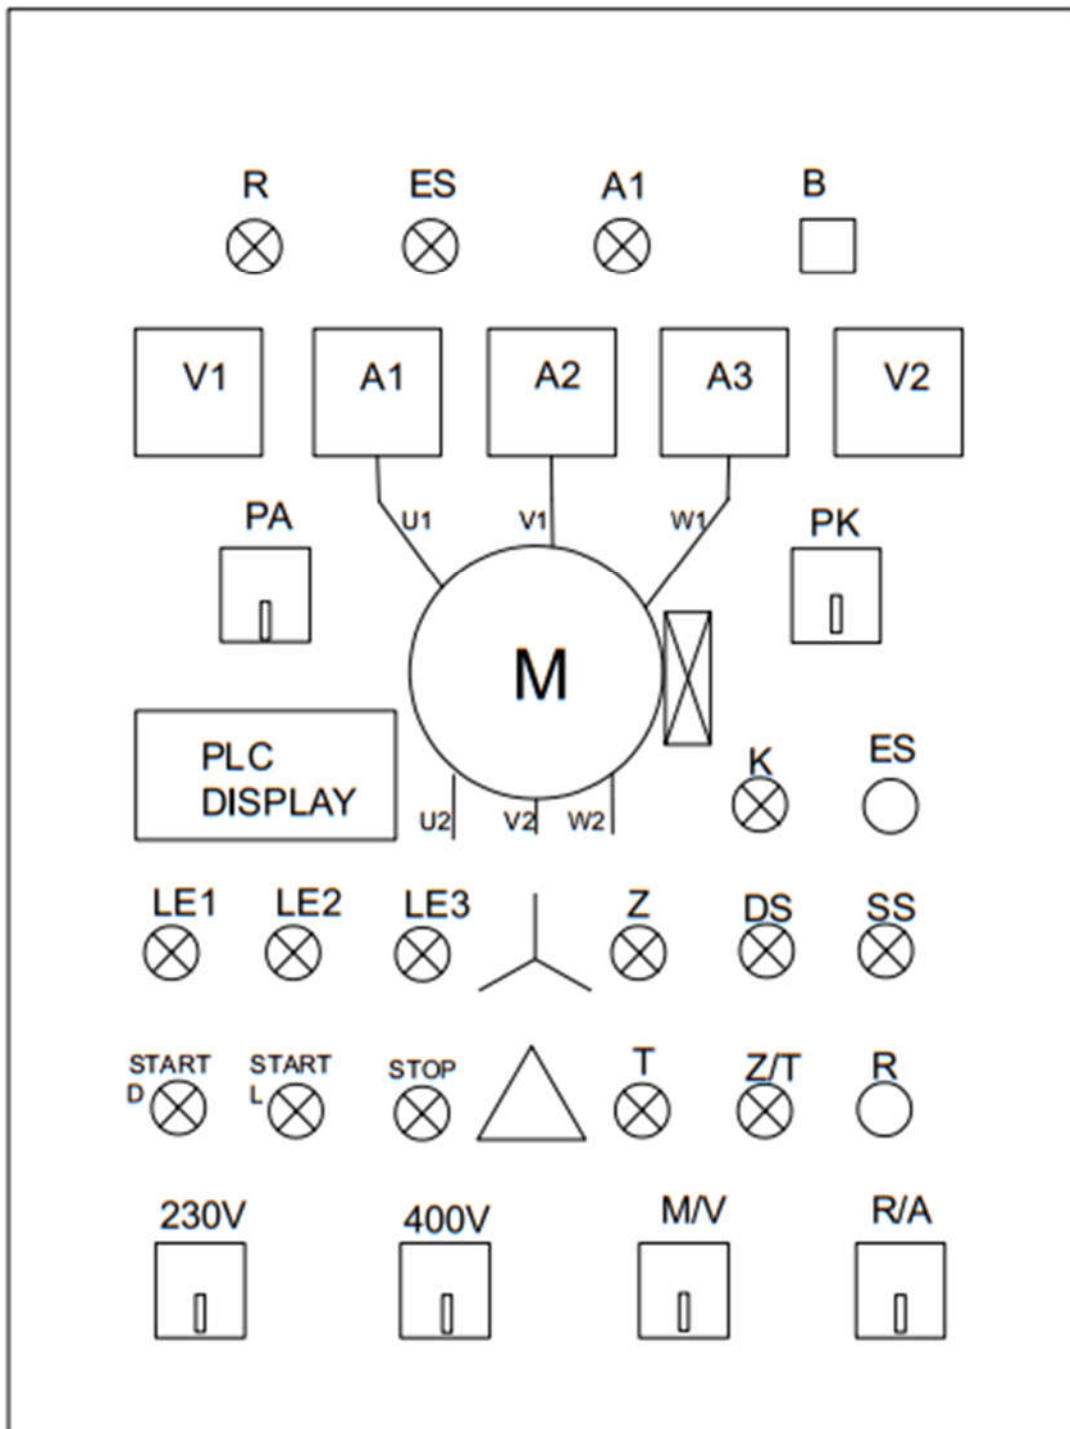 R ES A1 B
V1 A1 A2 A3 V2
PA U1 V1 W1 PK
M
PLC
DISPLAY
U2 V2 W2 K ES
LE1 LE2 LE3 Z DS SS
START START STOP T Z/T R
D L
230V 400V M/V R/A